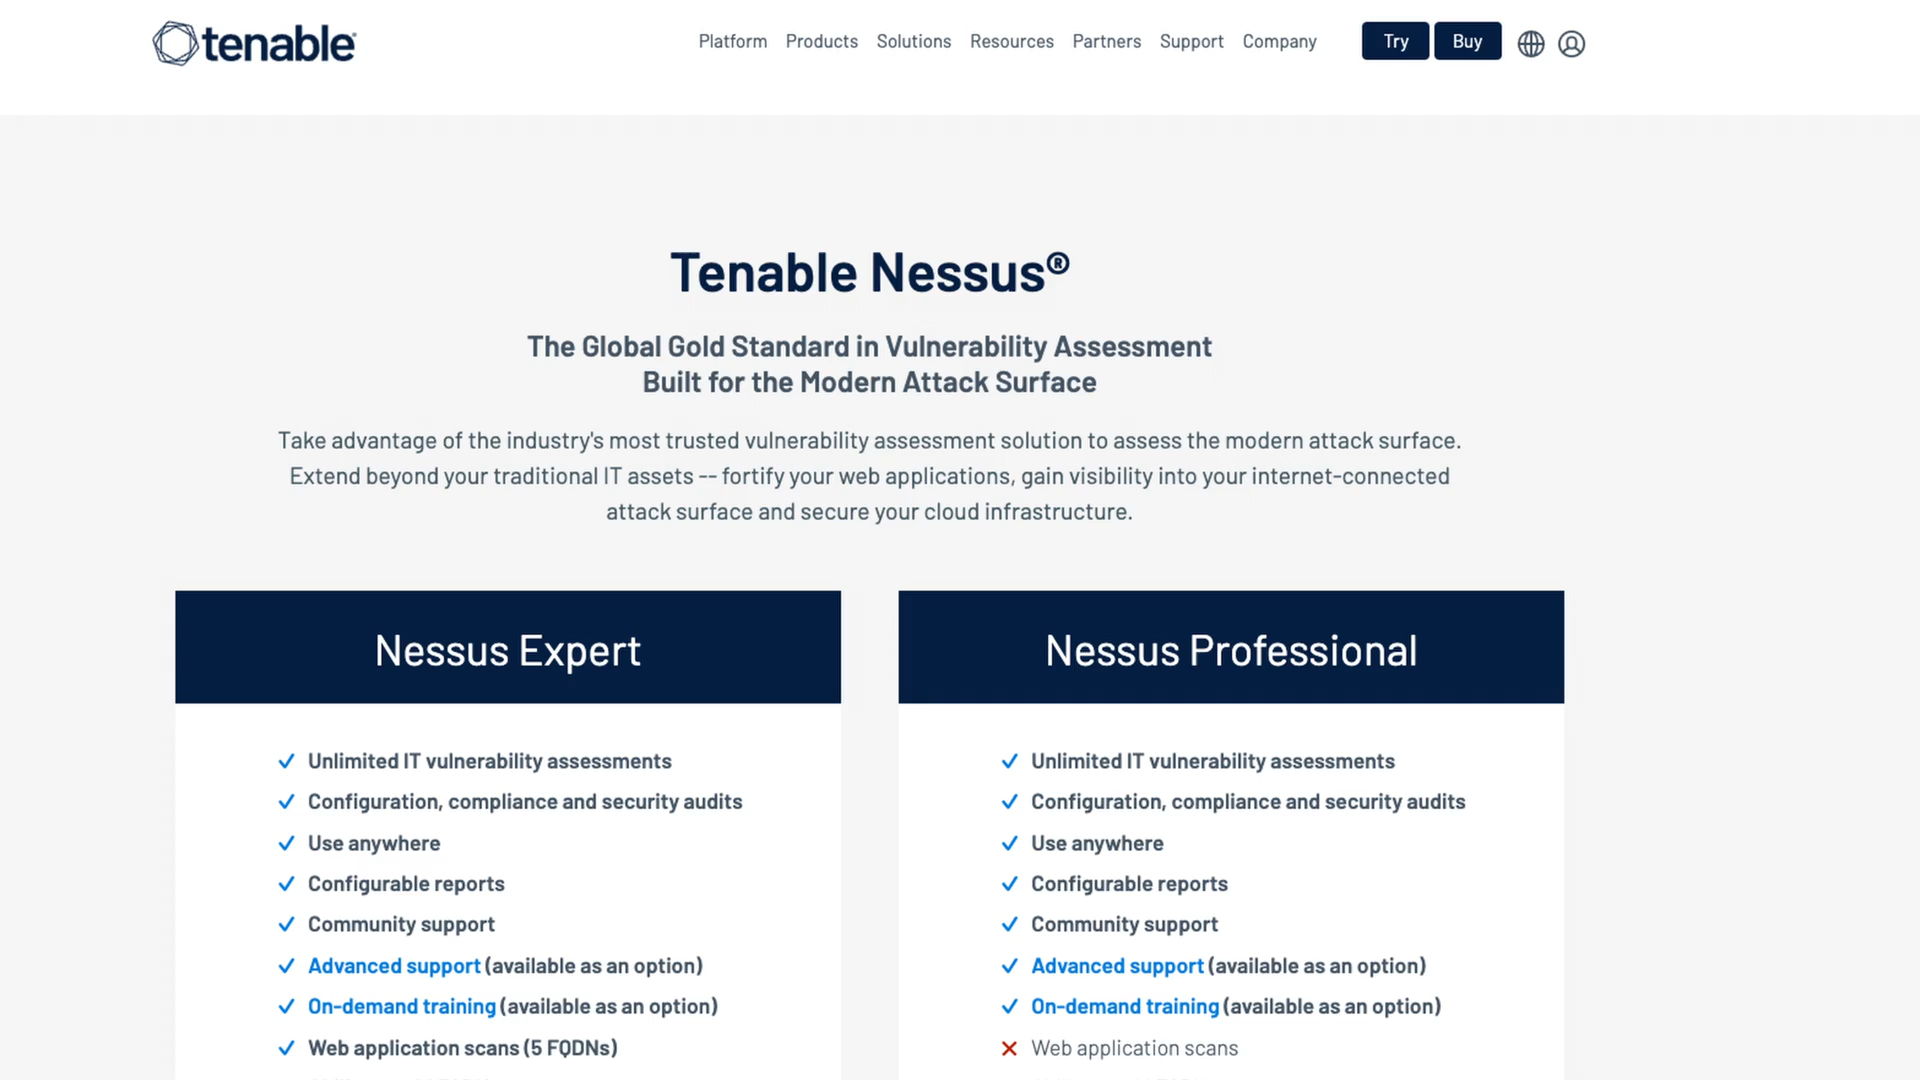 tenable
Platform Products Solutions Resources Partners Support Company Try Buy
Tenable Nessus®
The Global Gold Standard in Vulnerability Assessment
Built for the Modern Attack Surface
Take advantage of the industry's most trusted vulnerability assessment solution to assess the modern attack surface.
Extend beyond your traditional IT assets -- fortify your web applications, gain visibility into your internet-connected
attack surface and secure your cloud infrastructure.
Nessus Expert
Unlimited IT vulnerability assessments
Configuration, compliance and security audits
Use anywhere
Configurable reports
Community support
Advanced support (available as an option)
On-demand training (available as an option)
Web application scans (5 FQDNs)
Nessus Professional
Unlimited IT vulnerability assessments
Configuration, compliance and security audits
Use anywhere
Configurable reports
Community support
Advanced support (available as an option)
On-demand training (available as an option)
Web application scans